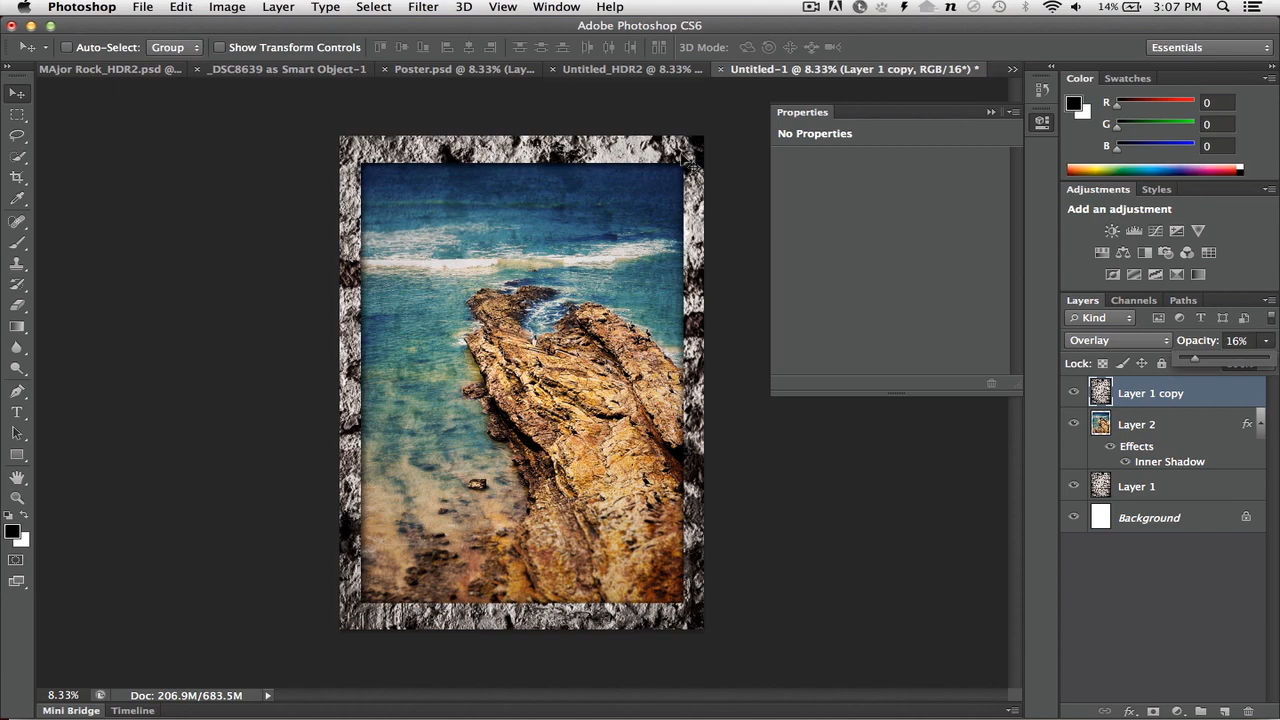 Photoshop File Edit Image Layer Type Select Filter 3D View Window Help 14% 3:07 PM
Adobe Photoshop CS6
Auto-Select: Group Show Transform Controls 3D Mode: Essentials
MAjor Rock_HDR2.psd @... _DSC8639 as Smart Object-1 Poster.psd @ 8.33% (Lay... Untitled_HDR2 @ 8.33% ... Untitled-1 @ 8.33% (Layer 1 copy, RGB/16*) *
Color Swatches
R 0
G 0
B 0
Properties
No Properties
Adjustments Styles
Add an adjustment
Layers Channels Paths
Kind
Overlay Opacity: 16%
Lock:
Layer 1 copy
Layer 2 fx
Effects
Inner Shadow
Layer 1
Background
8.33% Doc: 206.9M/683.5M
Mini Bridge Timeline